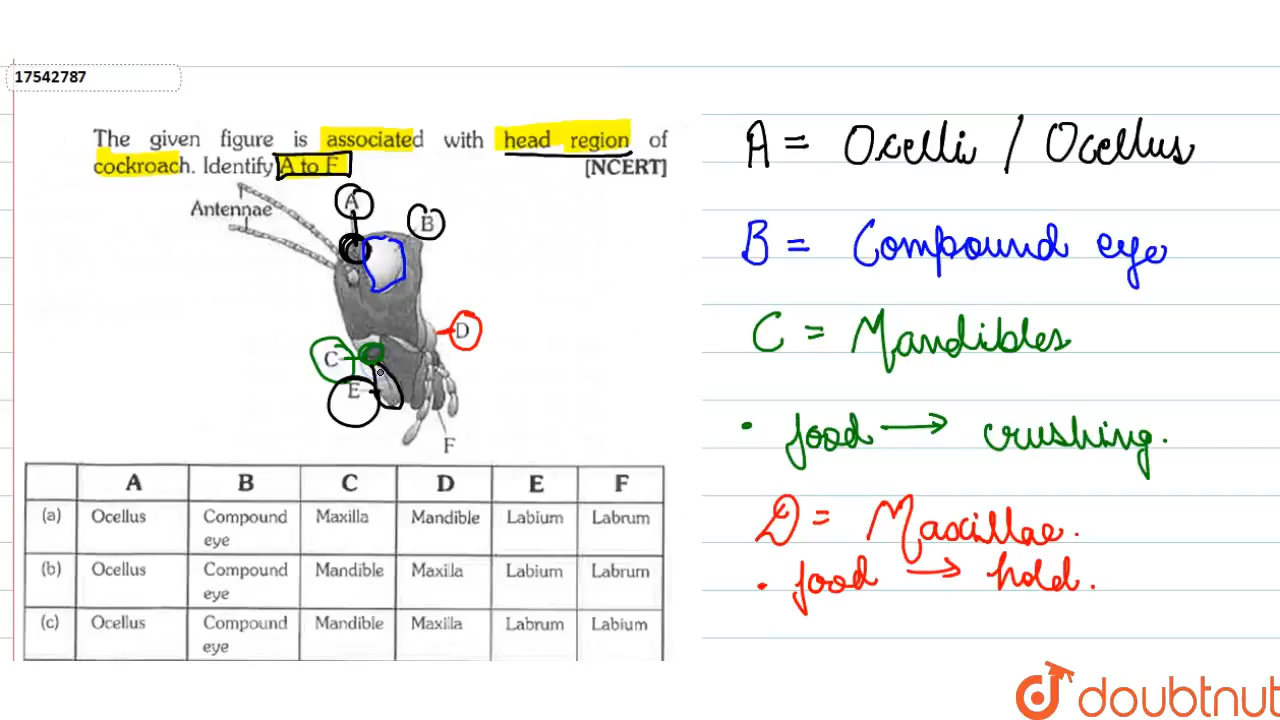 17542787
The given figure is associated with head region of
cockroach. Identify A to F [NCERT]
Antennae
A
B
D
C
E
F
A B C D E F
(a) Ocellus Compound eye Maxilla Mandible Labium Labrum
(b) Ocellus Compound eye Mandible Maxilla Labium Labrum
(c) Ocellus Compound eye Mandible Maxilla Labrum Labium
A = Ocelli / Ocellus
B = Compound eye
C = Mandibles
• food → crushing.
D = Maxillae.
• food → hold.
doubtnut